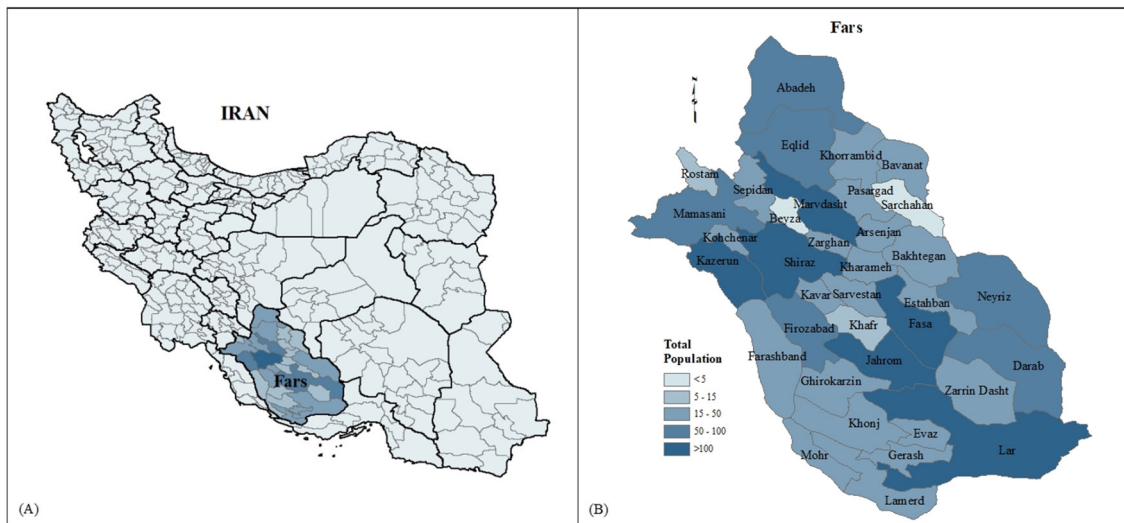 IRAN
Fars
(A)
Fars
N
Abadeh
Eqlid
Khorrambid
Bavanat
Rostam
Sepidan
Pasargad
Marvdasht
Sarchahan
Mamasani
Beyza
Arsenjan
Kohchenar
Zarghan
Bakhtegan
Kazerun
Shiraz
Kharameh
Kavar
Sarvestan
Estahban
Neyriz
Firozabad
Khafr
Fasa
Farashband
Jahrom
Darab
Ghirokarzin
Zarrin Dasht
Khonj
Evaz
Mohr
Gerash
Lar
Lamerd
Total
Population
<5
5 - 15
15 - 50
50 - 100
>100
(B)